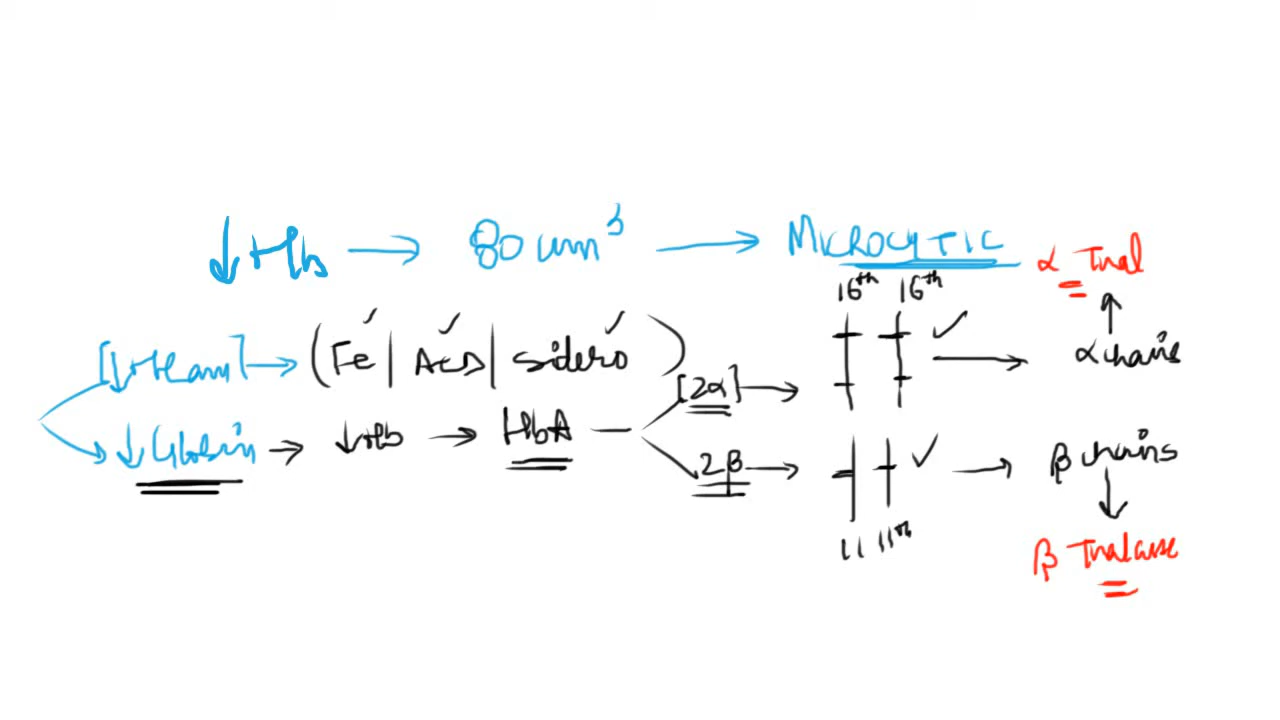 ↓Hb → 80 um³ → MICROCYTIC
α Thal
16th 16th
[↓Heam] → (Fe | ACD | sidero)
α chains
[2α] →
↓ Globin → ↓Hb → HbA
2β →
β chains
11 11th
β Thalasse